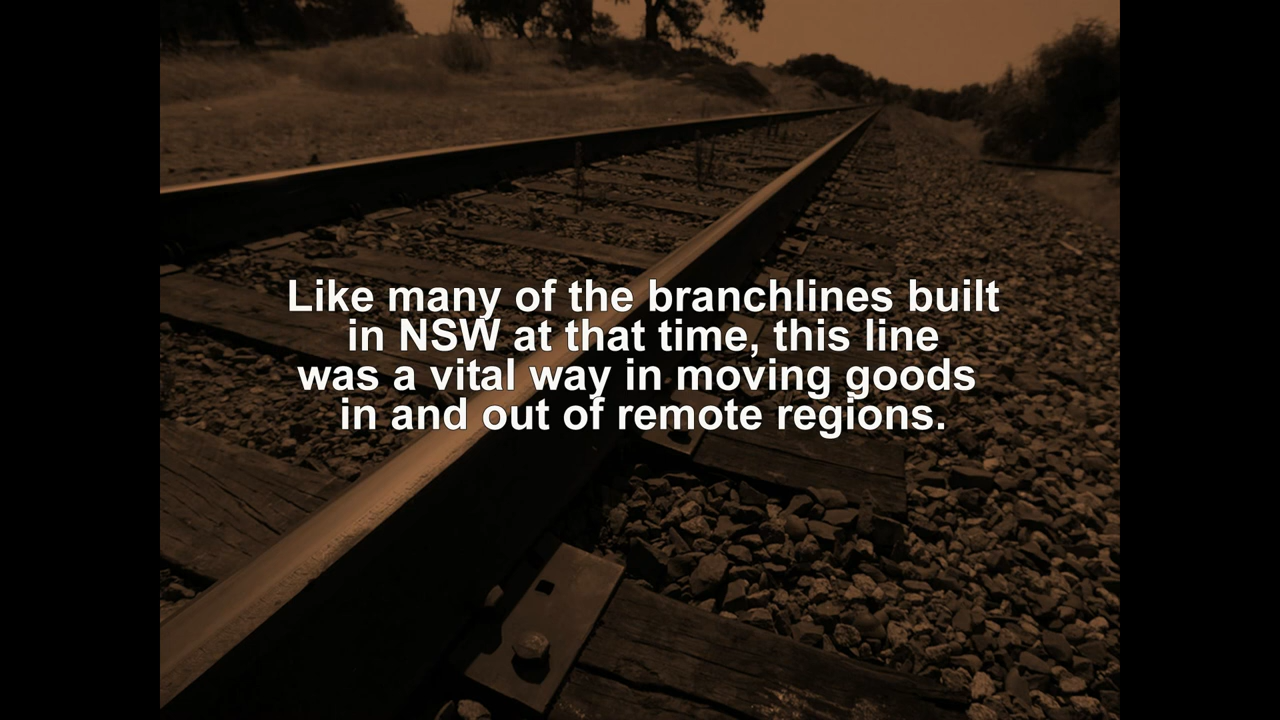 Like many of the branchlines built
in NSW at that time, this line
was a vital way in moving goods
in and out of remote regions.